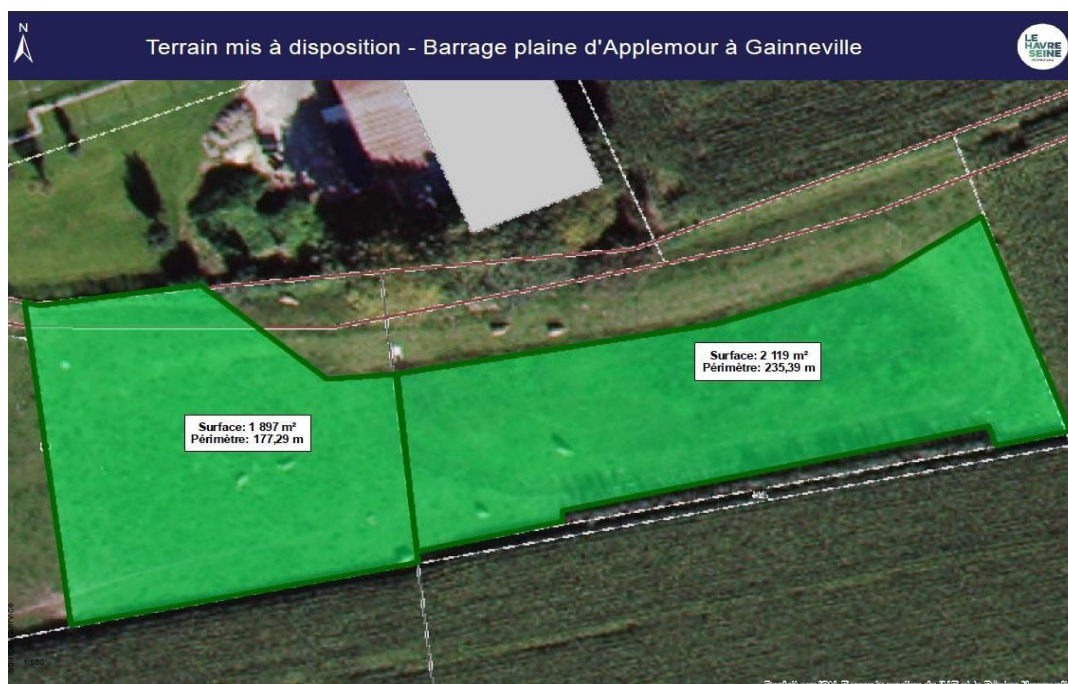 N
Terrain mis à disposition - Barrage plaine d'Applemour à Gainneville
LE
HAVRE
SEINE
Surface: 2 119 m²
Périmètre: 235,39 m
Surface: 1 897 m²
Périmètre: 177,29 m